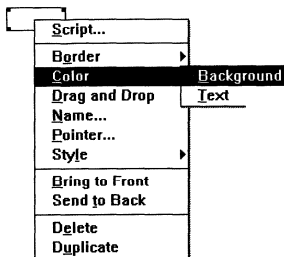 Script...
Border
Color
Background
Drag and Drop
Text
Name...
Pointer...
Style
Bring to Front
Send to Back
Delete
Duplicate